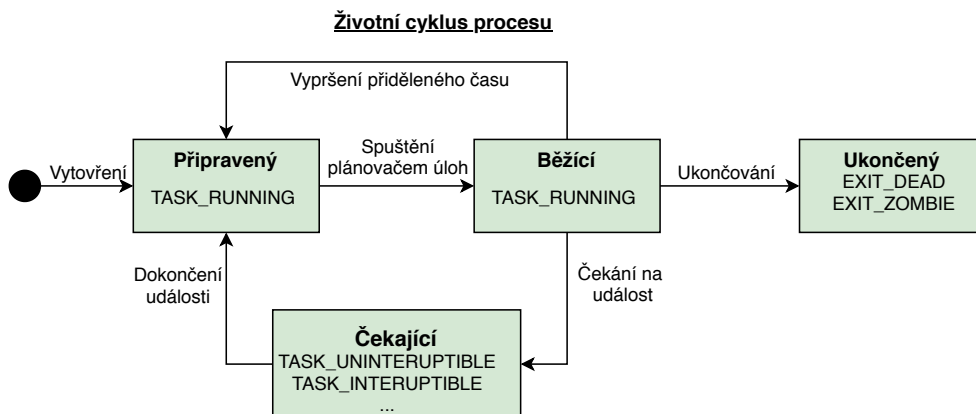 Životní cyklus procesu
Vypršení přiděleného času
Vytovření
Připravený
TASK_RUNNING
Spuštění
plánovačem úloh
Běžící
TASK_RUNNING
Ukončování
Ukončený
EXIT_DEAD
EXIT_ZOMBIE
Dokončení
události
Čekání na
událost
Čekající
TASK_UNINTERUPTIBLE
TASK_INTERUPTIBLE
...